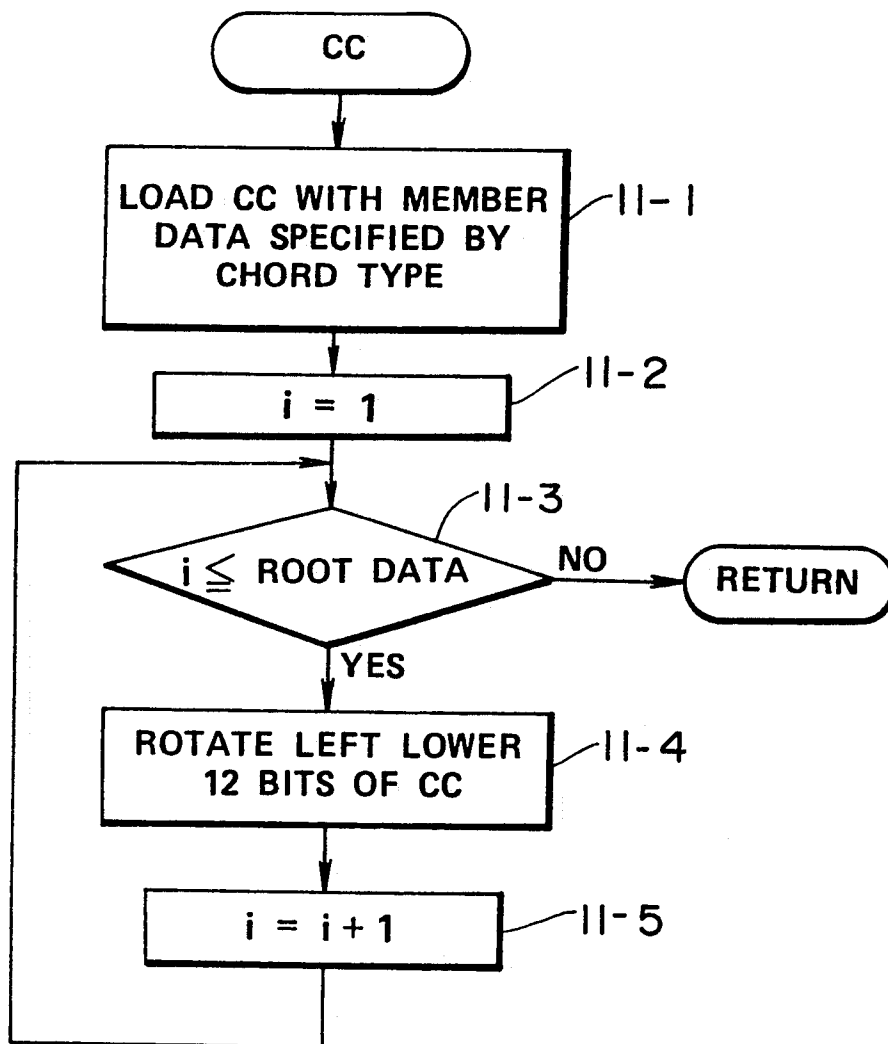 CC
LOAD CC WITH MEMBER
DATA SPECIFIED BY
CHORD TYPE
11-1
i = 1
11-2
i ≦ ROOT DATA
11-3
NO
RETURN
YES
ROTATE LEFT LOWER
12 BITS OF CC
11-4
i = i + 1
11-5